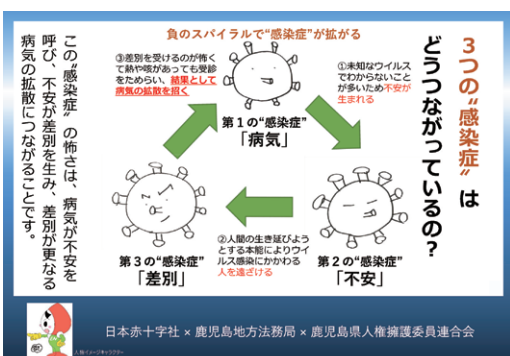 ３つの〝感染症〟は
どうつながっているの？
負のスパイラルで“感染症”が拡がる
①未知なウイルス
でわからないこと
が多いため不安が
生まれる
第１の“感染症”
「病気」
②人間の生き延びよう
とする本能によりウイ
ルス感染にかかわる
人を遠ざける
第２の“感染症”
「不安」
③差別を受けるのが怖く
て熱や咳があっても受診
をためらい、結果として
病気の拡散を招く
第３の“感染症”
「差別」
この〝感染症〟の怖さは、病気が不安を
呼び、不安が差別を生み、差別が更なる
病気の拡散につながることです。
日本赤十字社 × 鹿児島地方法務局 × 鹿児島県人権擁護委員連合会
人権イメージキャラクター